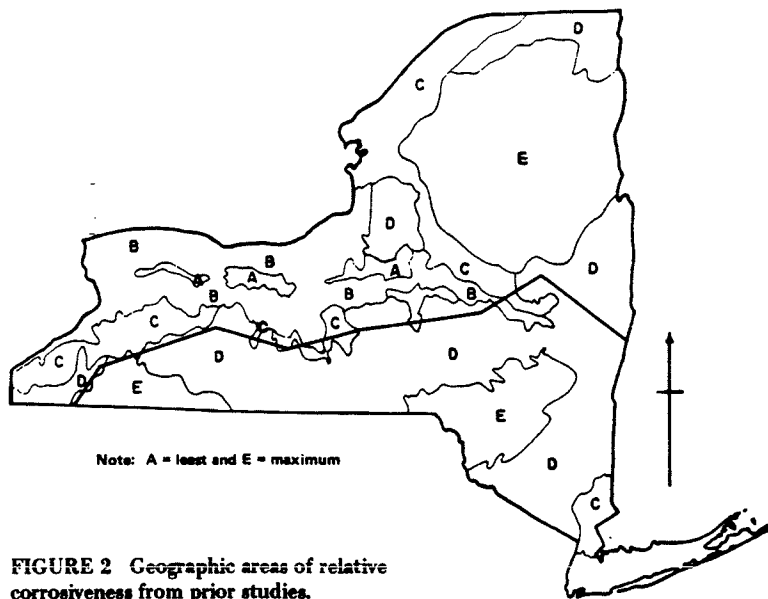 D
C
E
D
B
B
A
C
D
A
A
B
B
B
C
C
C
C
D
D
D
E
E
D
C
Note: A = least and E = maximum
FIGURE 2 Geographic areas of relative
corrosiveness from prior studies.